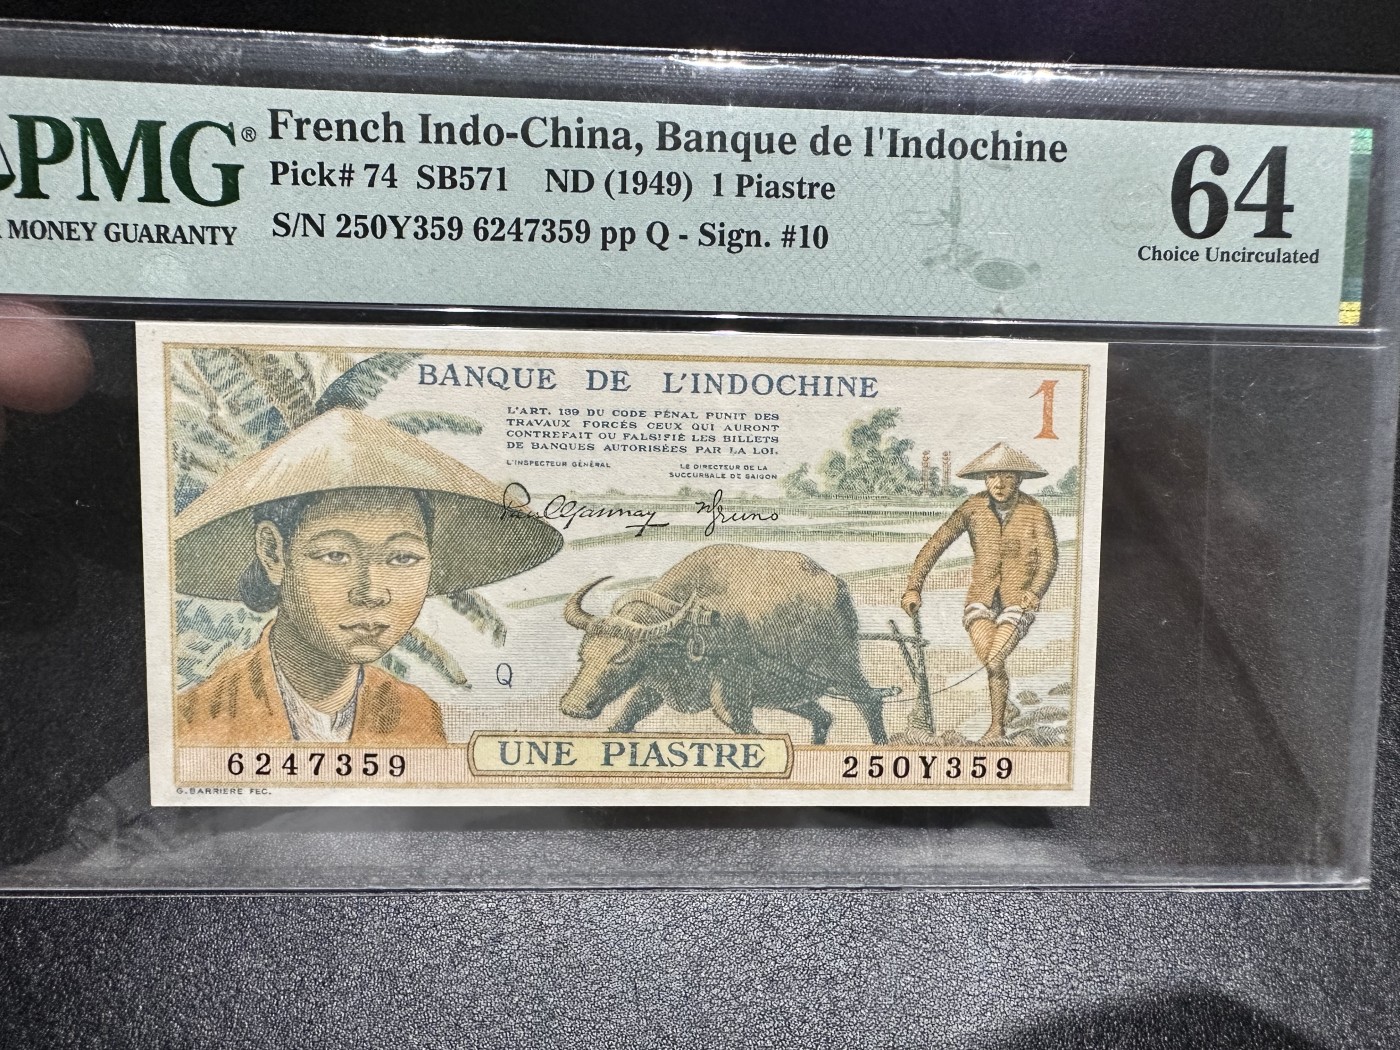 PMG®
MONEY GUARANTY
French Indo-China, Banque de l'Indochine
Pick# 74 SB571 ND (1949) 1 Piastre
S/N 250Y359 6247359 pp Q - Sign. #10
64
Choice Uncirculated
BANQUE DE L'INDOCHINE
1
L'ART. 139 DU CODE PÉNAL PUNIT DES
TRAVAUX FORCÉS CEUX QUI AURONT
CONTREFAIT OU FALSIFIÉ LES BILLETS
DE BANQUES AUTORISÉES PAR LA LOI.
L'INSPECTEUR GÉNÉRAL
LE DIRECTEUR DE LA
SUCCURSALE DE SAIGON
Q
6247359
UNE PIASTRE
250Y359
G. BARRIERE FEC.